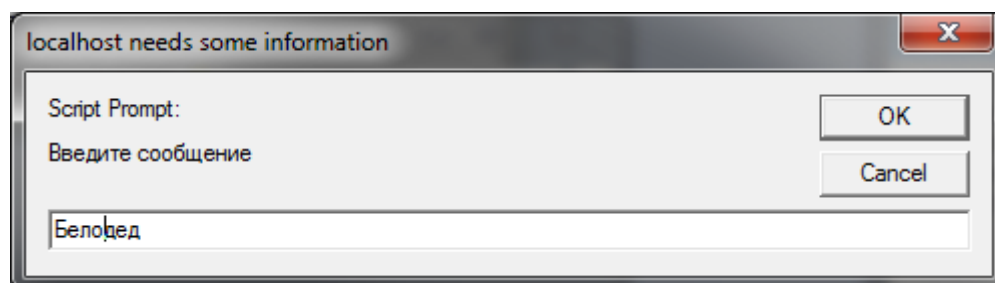 localhost needs some information
Script Prompt:
OK
Введите сообщение
Cancel
Белодед